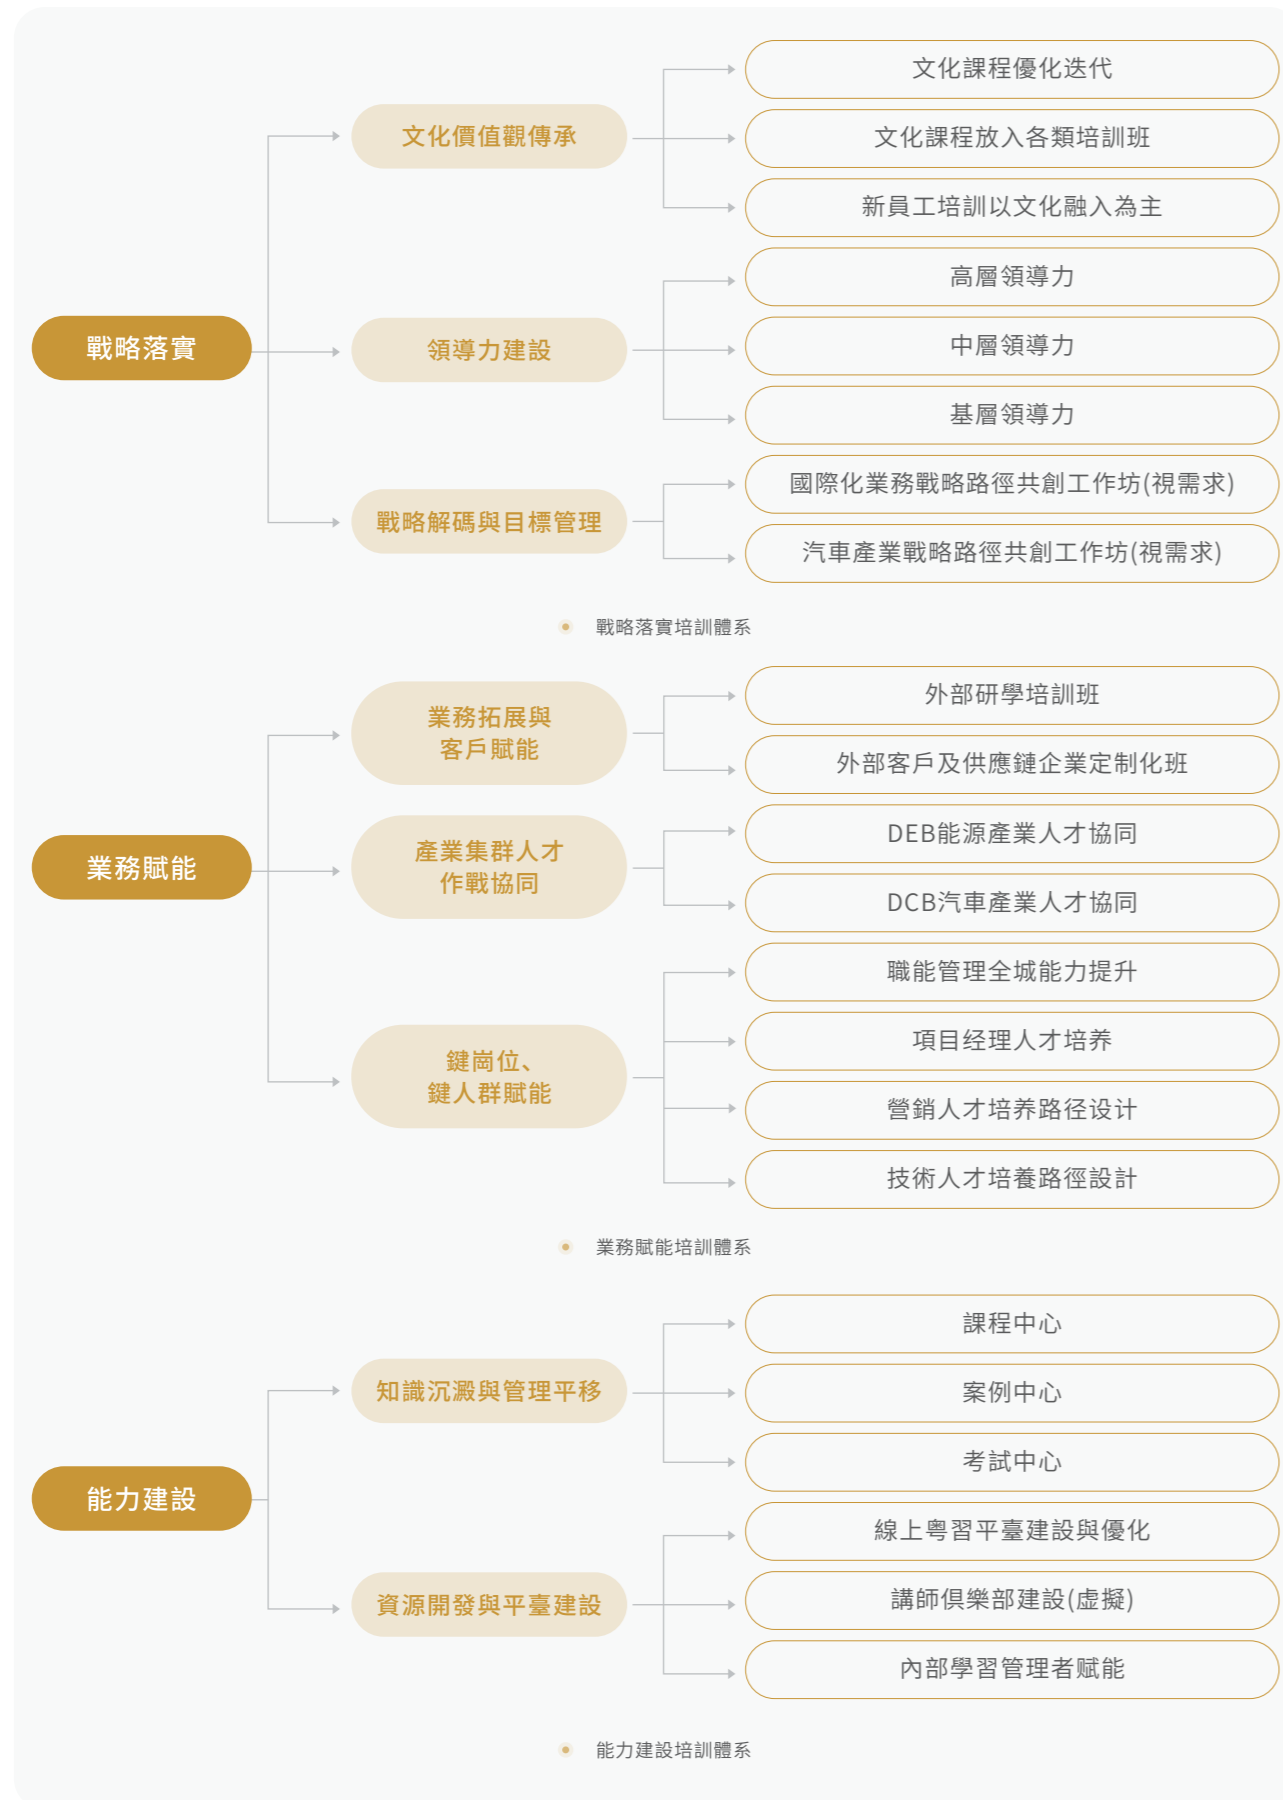 戰略落實
文化價值觀傳承
文化課程優化迭代
文化課程放入各類培訓班
新員工培訓以文化融入為主
領導力建設
高層領導力
中層領導力
基層領導力
戰略解碼與目標管理
國際化業務戰略路徑共創工作坊(視需求)
汽車產業戰略路徑共創工作坊(視需求)
戰略落實培訓體系
業務賦能
業務拓展與
客戶賦能
外部研學培訓班
外部客戶及供應鏈企業定制化班
產業集群人才
作戰協同
DEB能源產業人才協同
DCB汽車產業人才協同
鍵崗位、
鍵人群賦能
職能管理全城能力提升
項目经理人才培养
營銷人才培养路径设计
技術人才培養路徑設計
業務賦能培訓體系
能力建設
知識沉澱與管理平移
課程中心
案例中心
考試中心
資源開發與平臺建設
線上粵習平臺建設與優化
講師俱樂部建設(虛擬)
內部學習管理者赋能
能力建設培訓體系